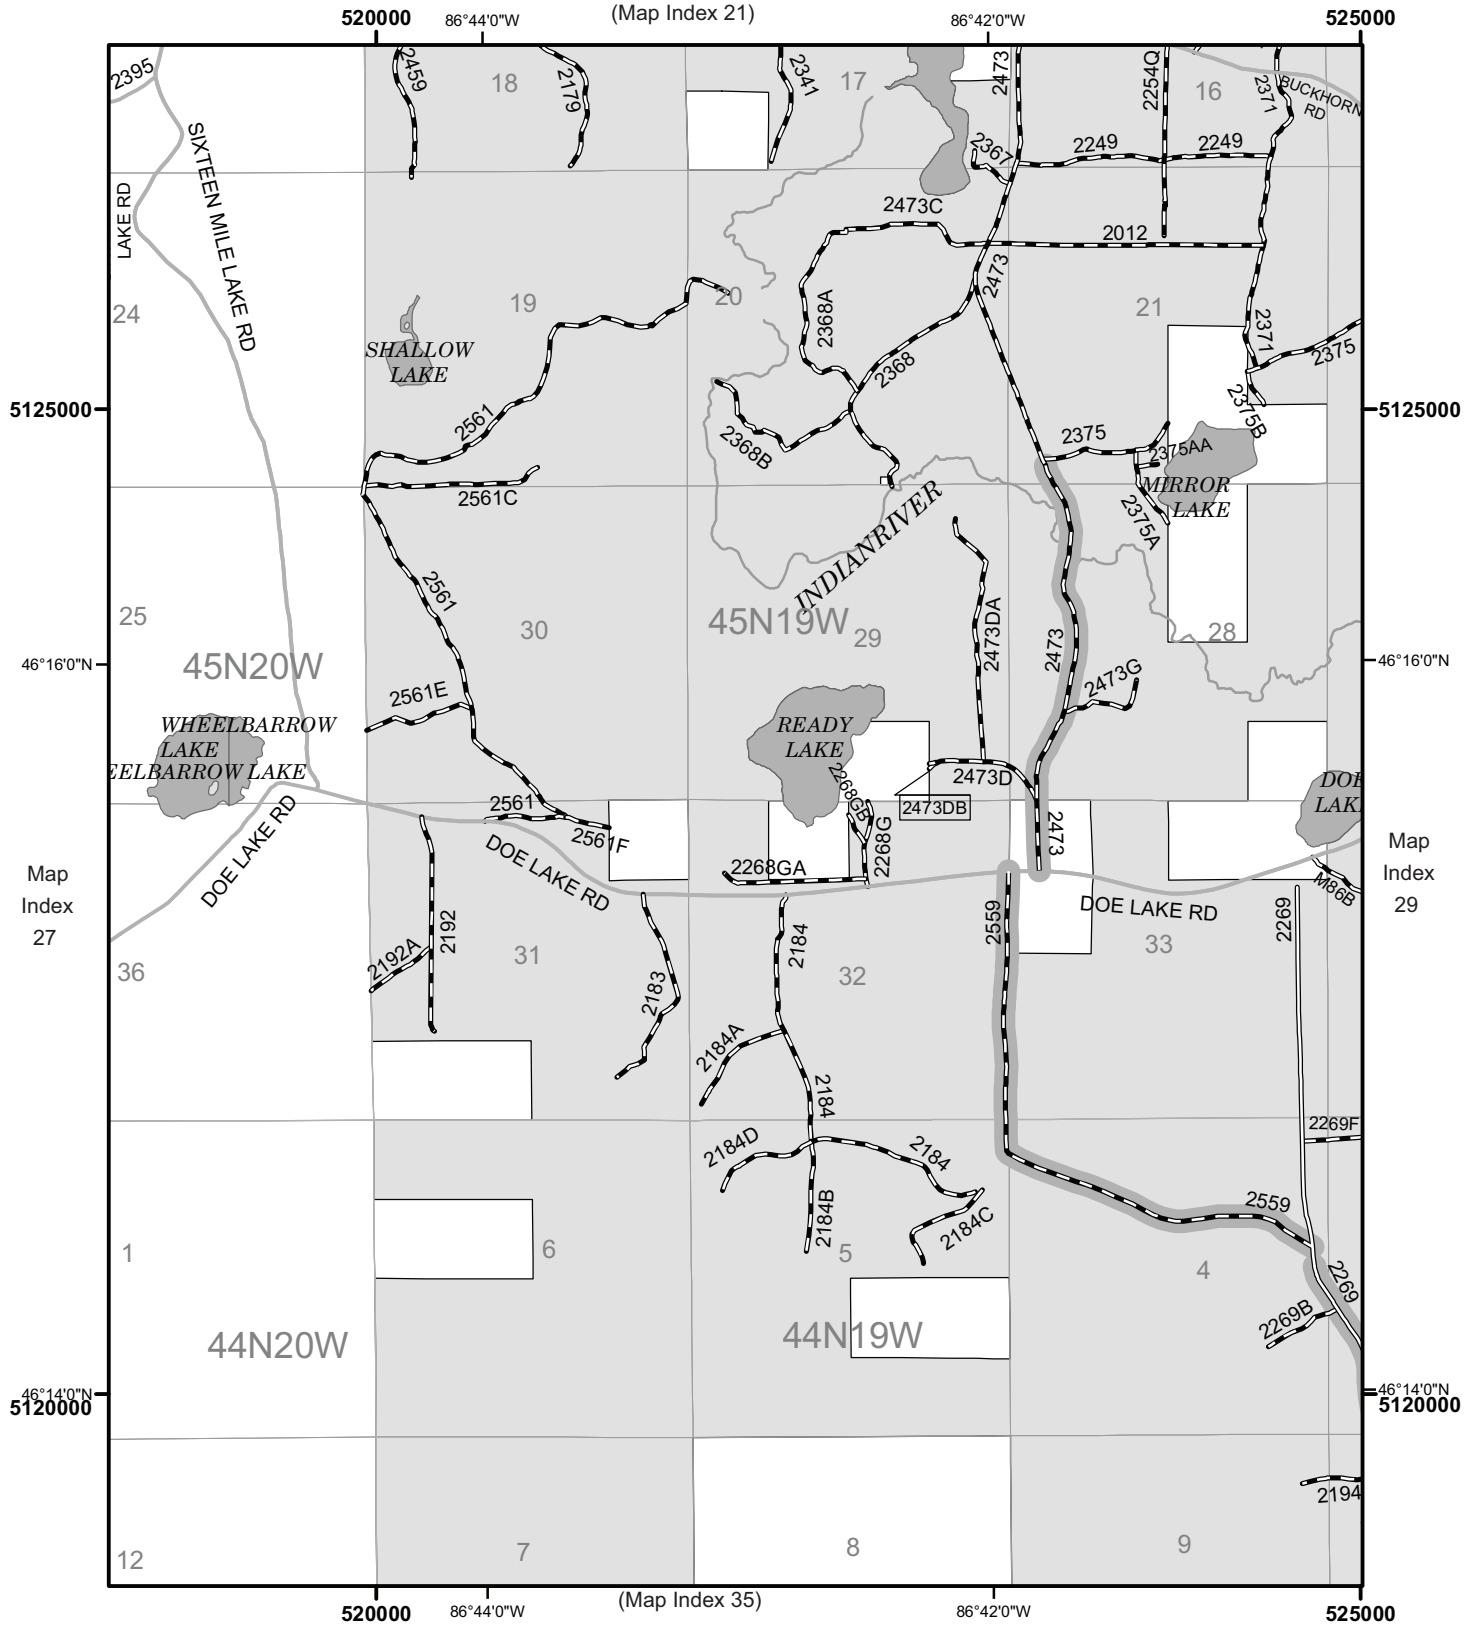 (Map Index 21)
520000
86°44'0"W
86°42'0"W
525000
2395
2459
18
2179
2341
17
2473
2254Q
16
2371
BUCKHORN
RD
SIXTEEN MILE LAKE RD
LAKE RD
2367
2249
2249
2473C
2012
24
19
20
2368A
2473
21
2371
2375
SHALLOW
LAKE
2368
5125000
5125000
2561
2368B
2375
2375B
2375AA
2561C
MIRROR
LAKE
2375A
INDIANRIVER
2561
25
30
45N19W
29
2473DA
2473
28
46°16'0"N
46°16'0"N
45N20W
2561E
2473G
WHEELBARROW
LAKE
EELBARROW LAKE
READY
LAKE
2473D
2268GB
2473DB
DOE
LAKE
DOE LAKE RD
2561
2561F
DOE LAKE RD
2268G
2268GA
2473
Map
Index
27
Map
Index
29
M86B
DOE LAKE RD
2192
2192A
36
31
2183
2184
32
2559
33
2269
2184A
2184
2269F
2184D
2184
2184B
2184C
2559
1
6
5
4
2269
2269B
44N20W
44N19W
46°14'0"N
5120000
46°14'0"N
5120000
2194
12
7
8
9
520000
86°44'0"W
(Map Index 35)
86°42'0"W
525000